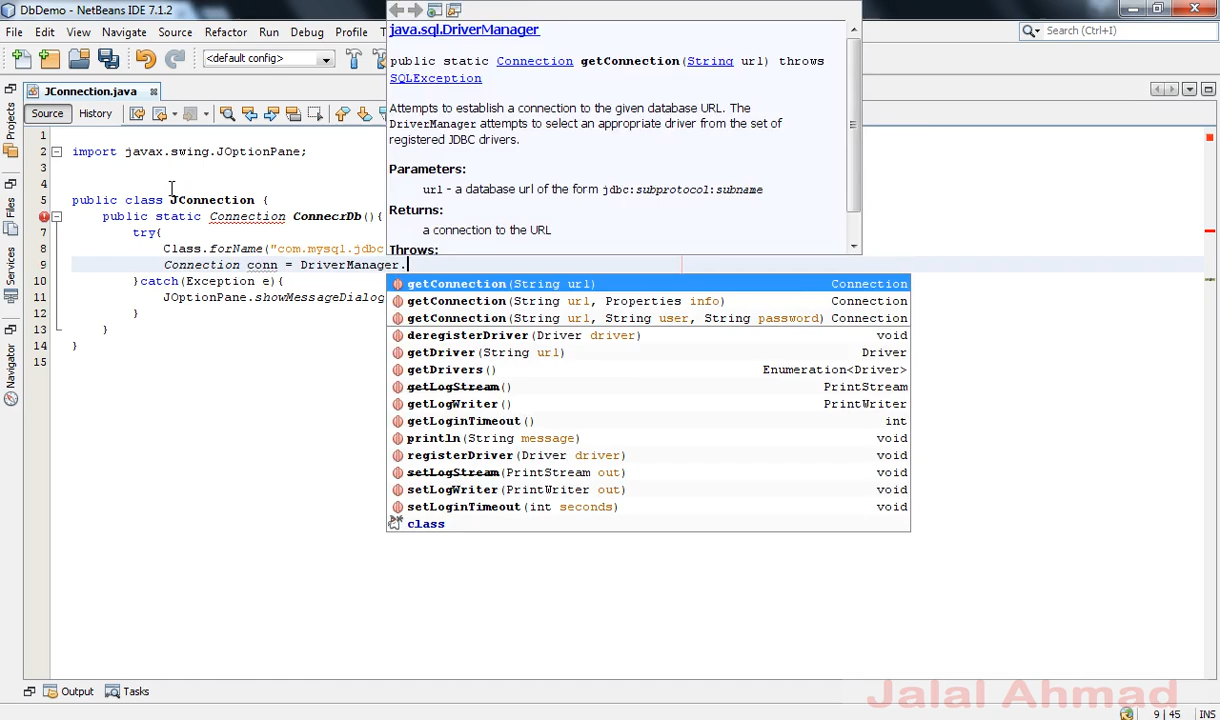 DbDemo - NetBeans IDE 7.1.2
File Edit View Navigate Source Refactor Run Debug Profile T
Search (Ctrl+I)
<default config>
JConnection.java
Source History
Projects
Files
Services
Navigator
1
2 import javax.swing.JOptionPane;
3
4
5 public class JConnection {
6 public static Connection ConnecrDb(){
7 try{
8 Class.forName("com.mysql.jdbc
9 Connection conn = DriverManager.
10 }catch(Exception e){
11 JOptionPane.showMessageDialog
12 }
13 }
14 }
15
java.sql.DriverManager
public static Connection getConnection(String url) throws
SQLException
Attempts to establish a connection to the given database URL. The
DriverManager attempts to select an appropriate driver from the set of
registered JDBC drivers.
Parameters:
url - a database url of the form jdbc:subprotocol:subname
Returns:
a connection to the URL
Throws:
getConnection(String url) Connection
getConnection(String url, Properties info) Connection
getConnection(String url, String user, String password) Connection
deregisterDriver(Driver driver) void
getDriver(String url) Driver
getDrivers() Enumeration<Driver>
getLogStream() PrintStream
getLogWriter() PrintWriter
getLoginTimeout() int
println(String message) void
registerDriver(Driver driver) void
setLogStream(PrintStream out) void
setLogWriter(PrintWriter out) void
setLoginTimeout(int seconds) void
class
Output Tasks
Jalal Ahmad
9 | 45 INS